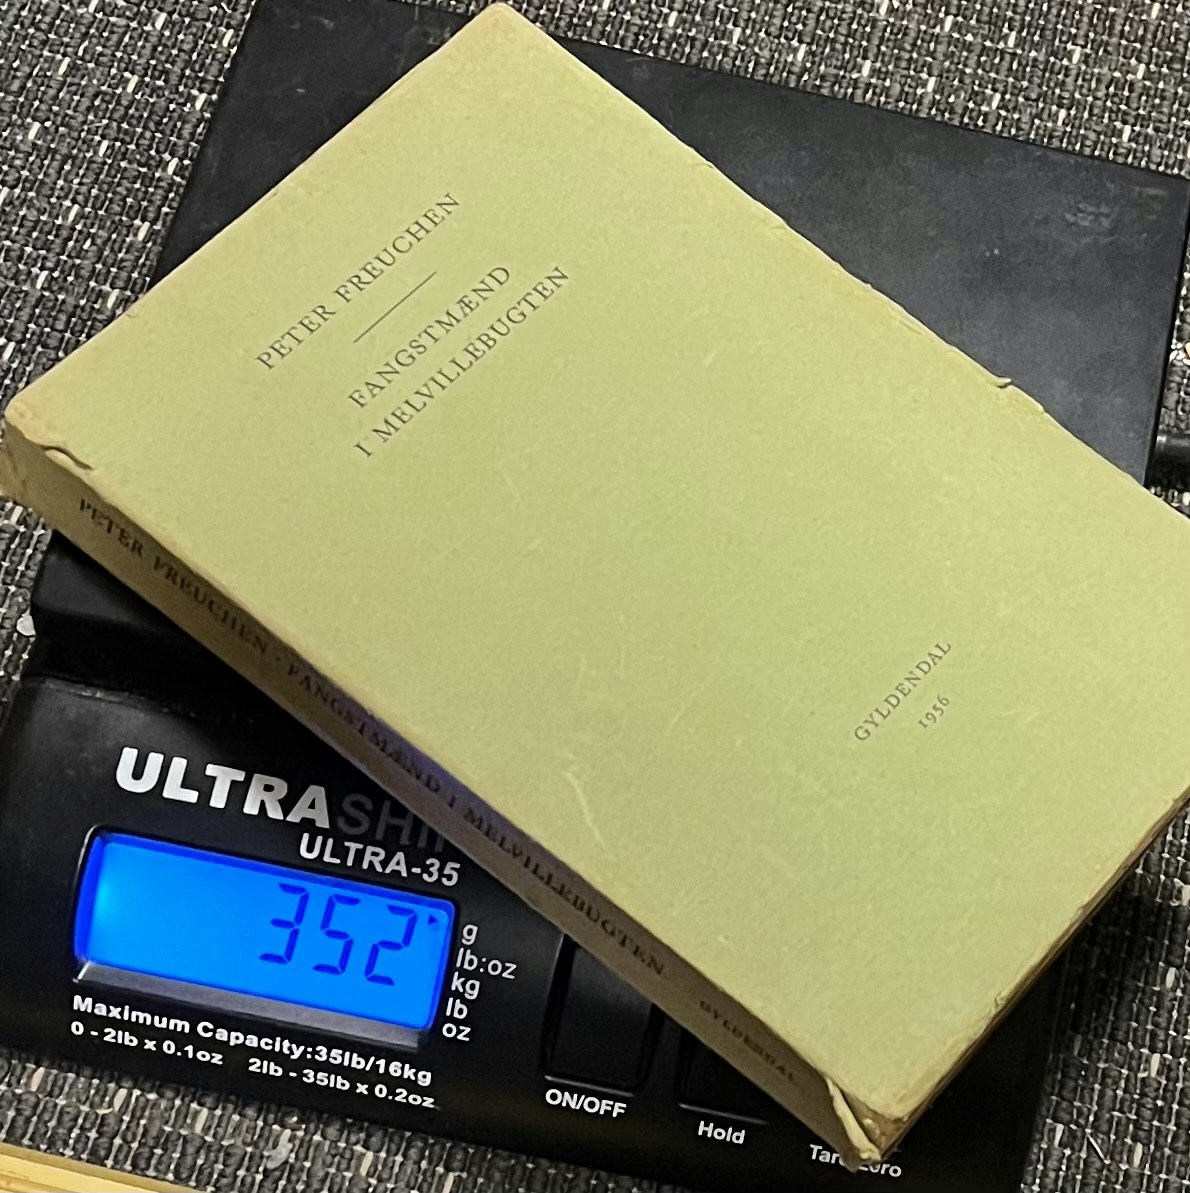 PETER FREUCHEN
FANGSTMÆND
I MELVILLEBUGTEN
GYLDENDAL
1956
PETER FREUCHEN · FANGSTMÆND I MELVILLEBUGTEN GYLDENDAL
ULTRASHIP
ULTRA-35
352
g
lb:oz
kg
lb
oz
Maximum Capacity:35lb/16kg
0 - 2lb x 0.1oz 2lb - 35lb x 0.2oz
ON/OFF
Hold